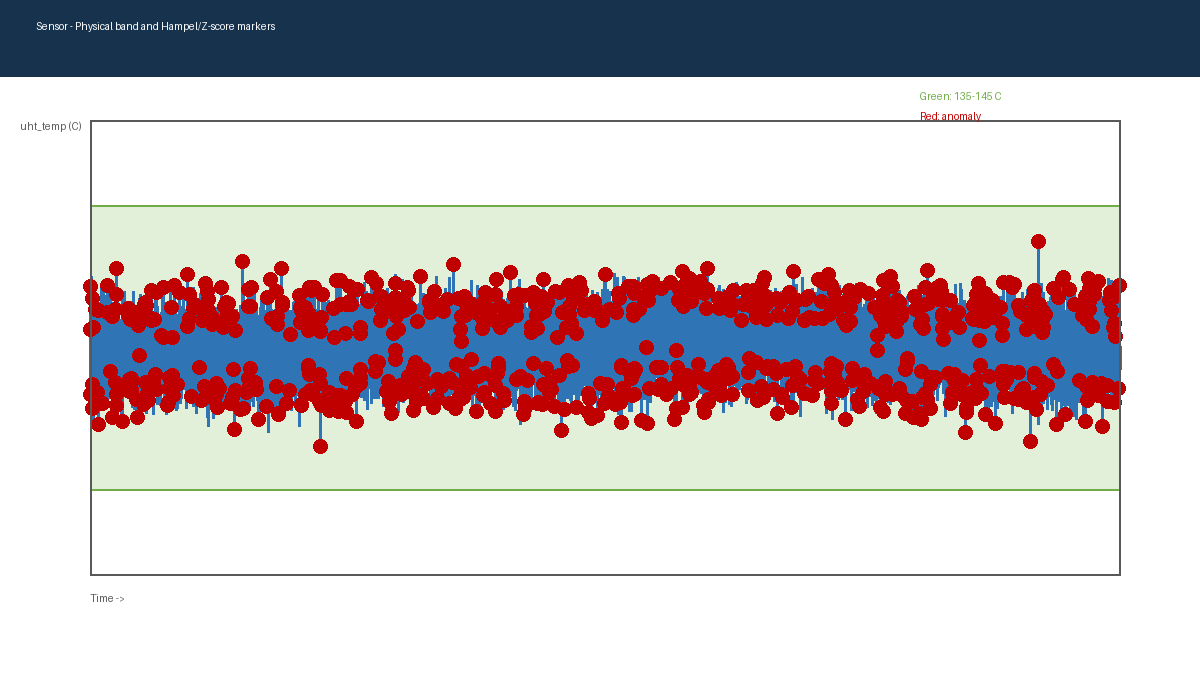 Sensor - Physical band and Hampel/Z-score markers
Green: 135-145 C
Red: anomaly
uht_temp (C)
Time ->